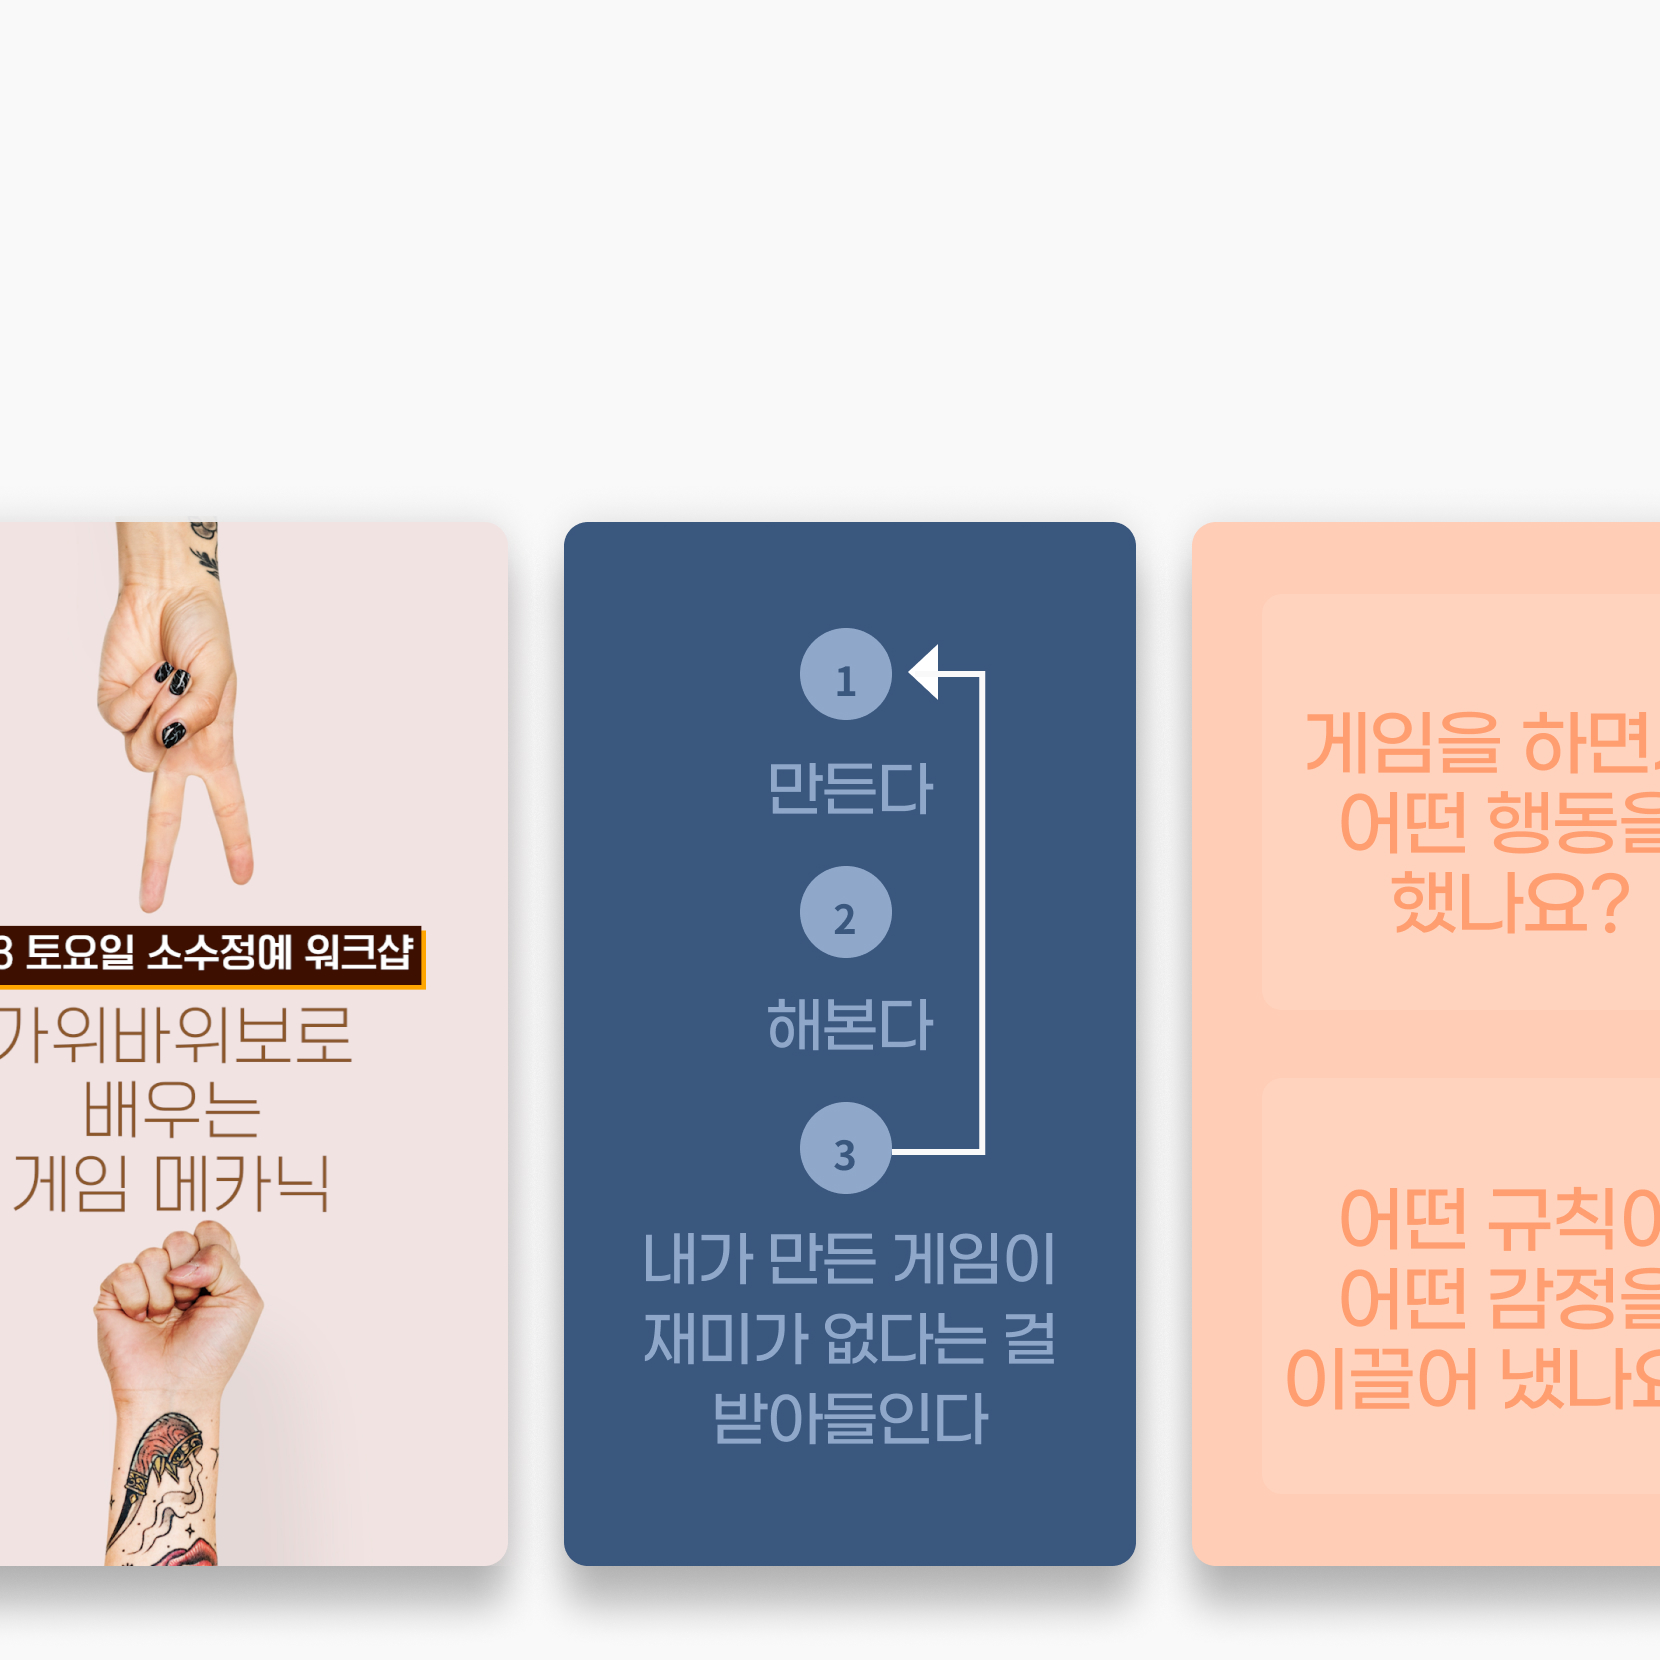 3 토요일 소수정예 워크샵
가위바위보로
배우는
게임 메카닉
1
만든다
2
해본다
3
내가 만든 게임이
재미가 없다는 걸
받아들인다
게임을 하면
어떤 행동을
했나요?
어떤 규칙이
어떤 감정을
이끌어 냈나요